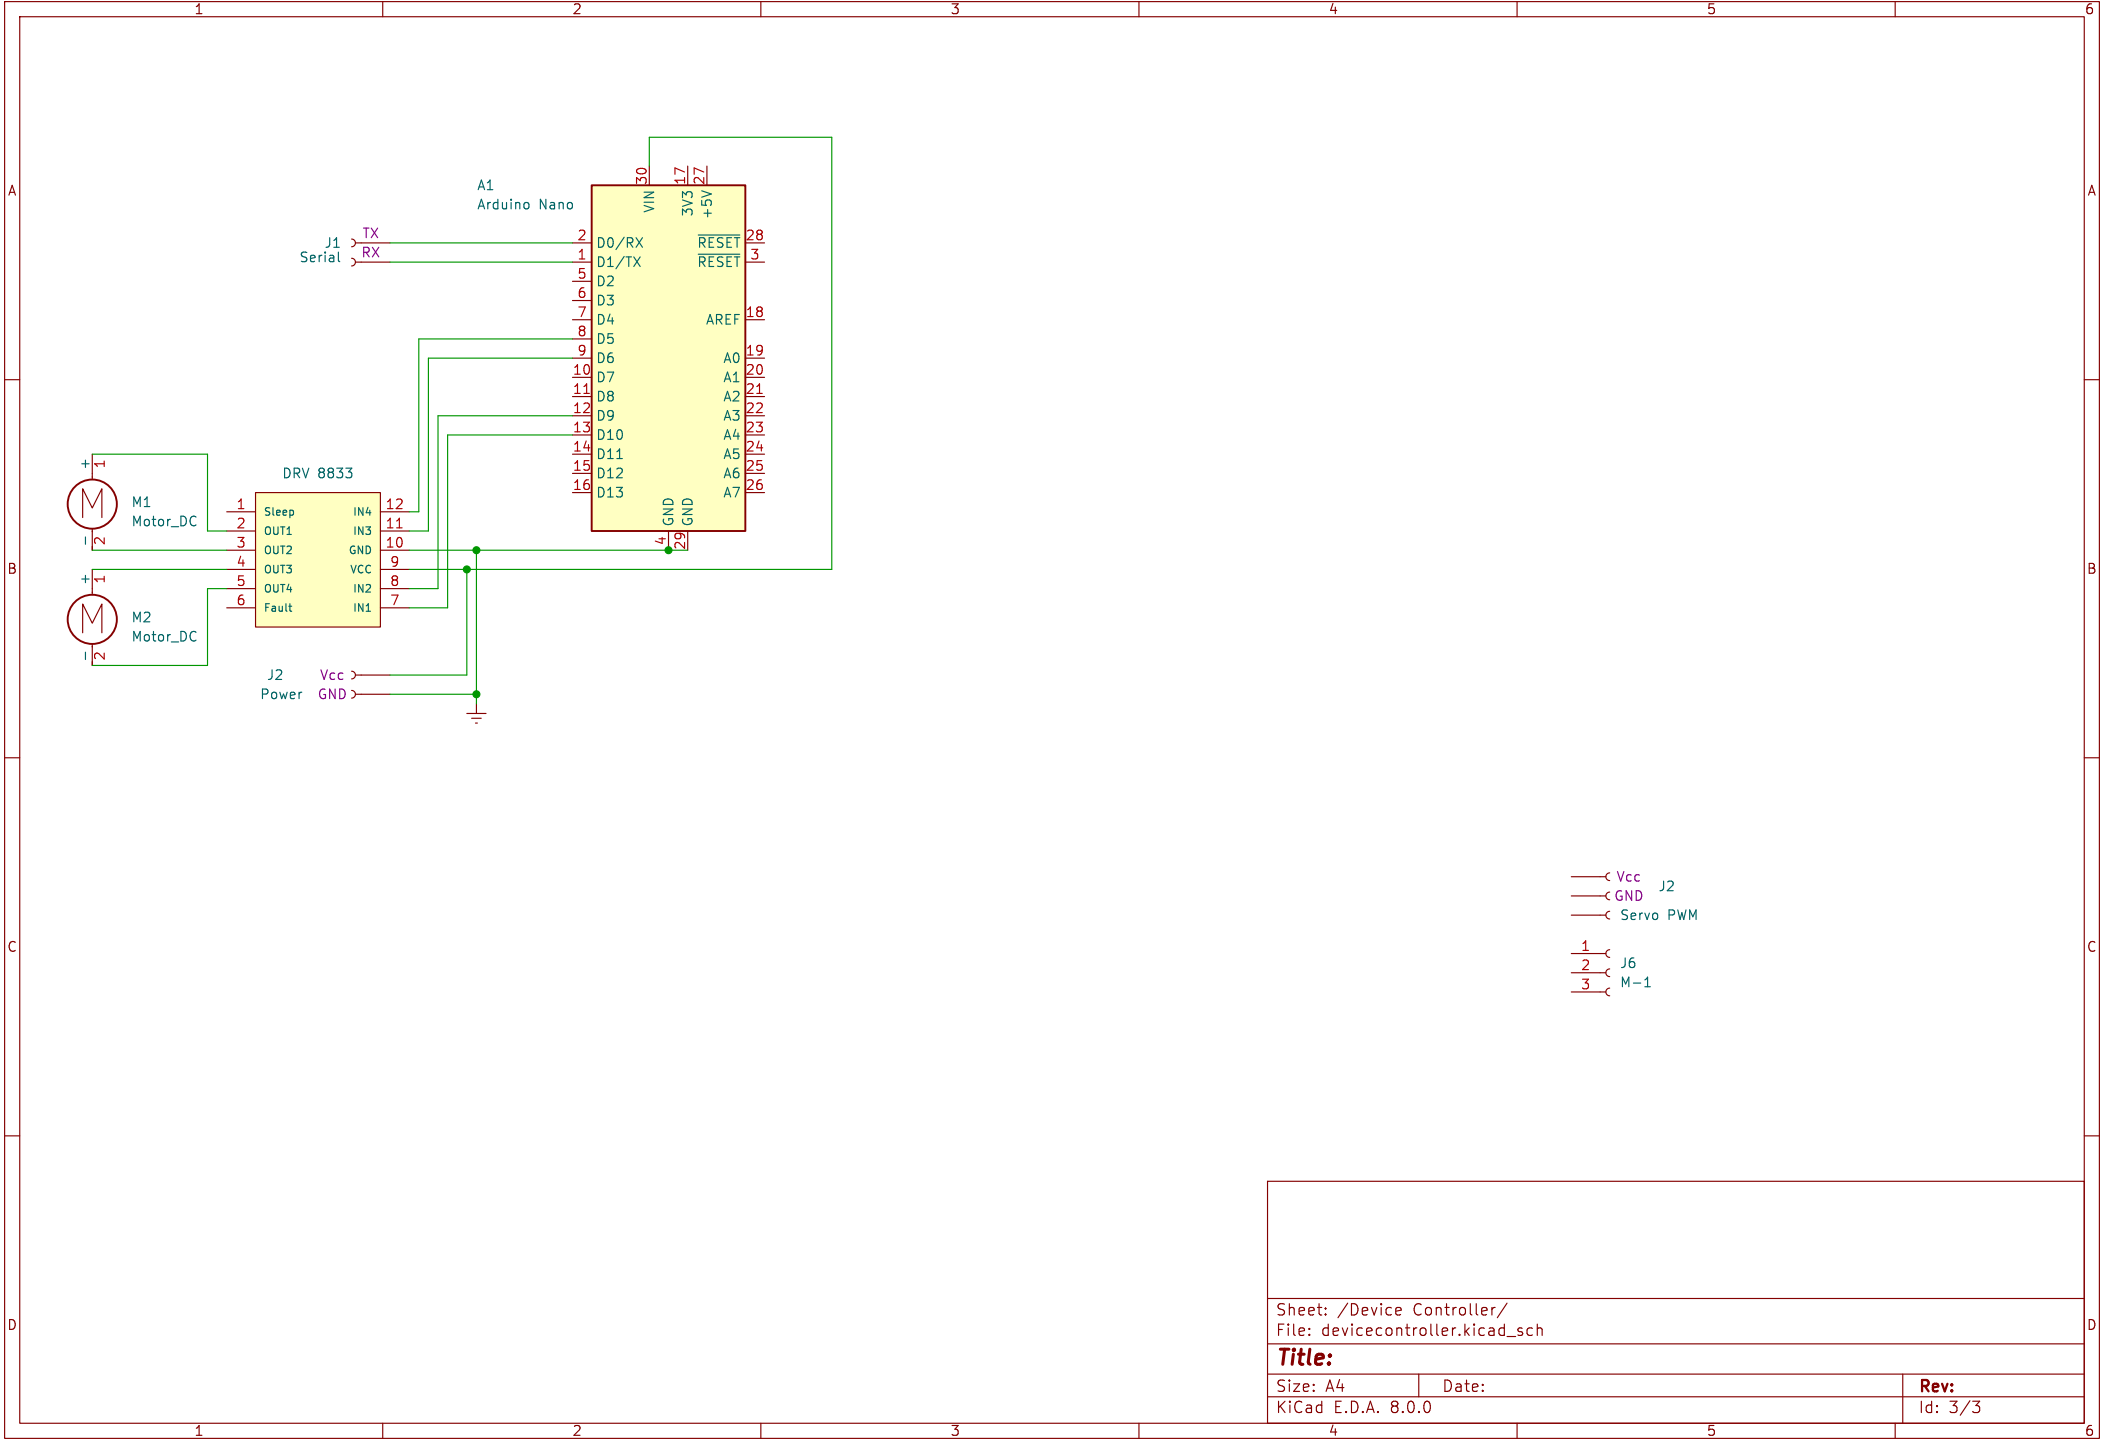 1 2 3 4 5 6
A A
B B
C C
D D
1 2 3 4 5 6
A1
Arduino Nano
30 17 27
VIN 3V3 +5V
2 D0/RX
1 D1/TX
5 D2
6 D3
7 D4
8 D5
9 D6
10 D7
11 D8
12 D9
13 D10
14 D11
15 D12
16 D13
RESET 28
RESET 3
AREF 18
A0 19
A1 20
A2 21
A3 22
A4 23
A5 24
A6 25
A7 26
GND GND
4 29
J1 TX
Serial RX
DRV 8833
1 Sleep IN4 12
2 OUT1 IN3 11
3 OUT2 GND 10
4 OUT3 VCC 9
5 OUT4 IN2 8
6 Fault IN1 7
+ 1
M
M1
Motor_DC
- 2
+ 1
M
M2
Motor_DC
- 2
J2 Vcc
Power GND
Vcc
J2
GND
Servo PWM
1
2
3
J6
M-1
Sheet: /Device Controller/
File: devicecontroller.kicad_sch
Title:
Size: A4 Date: Rev:
KiCad E.D.A. 8.0.0 Id: 3/3